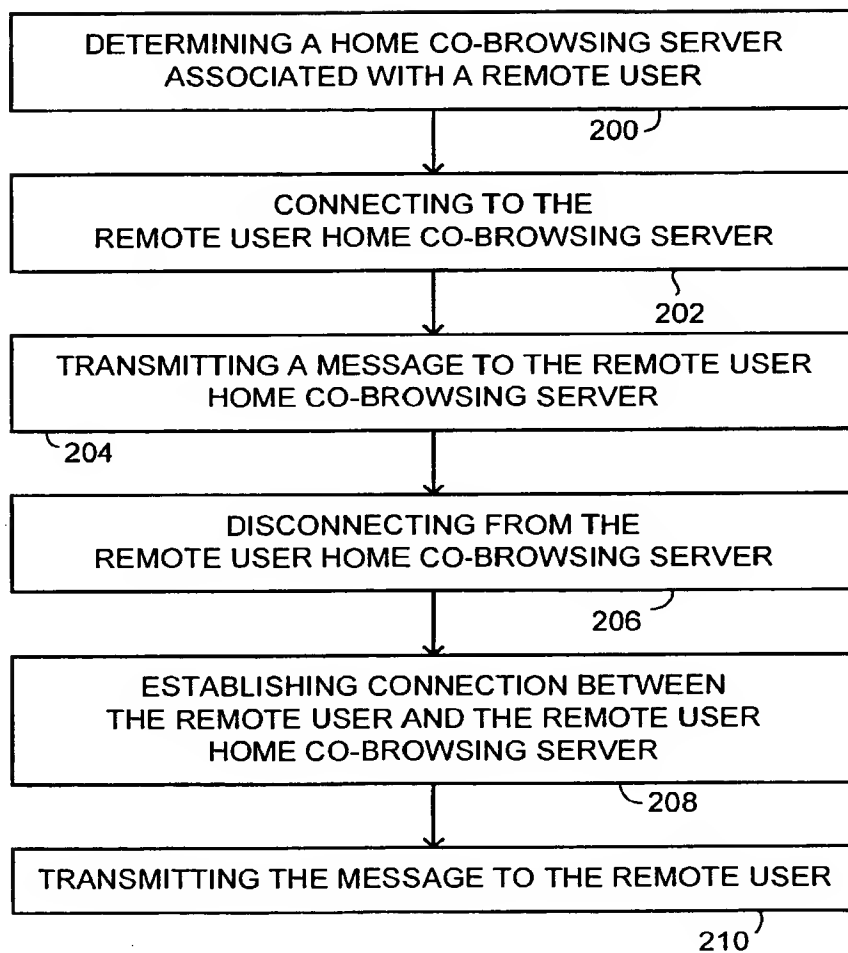 DETERMINING A HOME CO-BROWSING SERVER
ASSOCIATED WITH A REMOTE USER
200
CONNECTING TO THE
REMOTE USER HOME CO-BROWSING SERVER
202
TRANSMITTING A MESSAGE TO THE REMOTE USER
HOME CO-BROWSING SERVER
204
DISCONNECTING FROM THE
REMOTE USER HOME CO-BROWSING SERVER
206
ESTABLISHING CONNECTION BETWEEN
THE REMOTE USER AND THE REMOTE USER
HOME CO-BROWSING SERVER
208
TRANSMITTING THE MESSAGE TO THE REMOTE USER
210